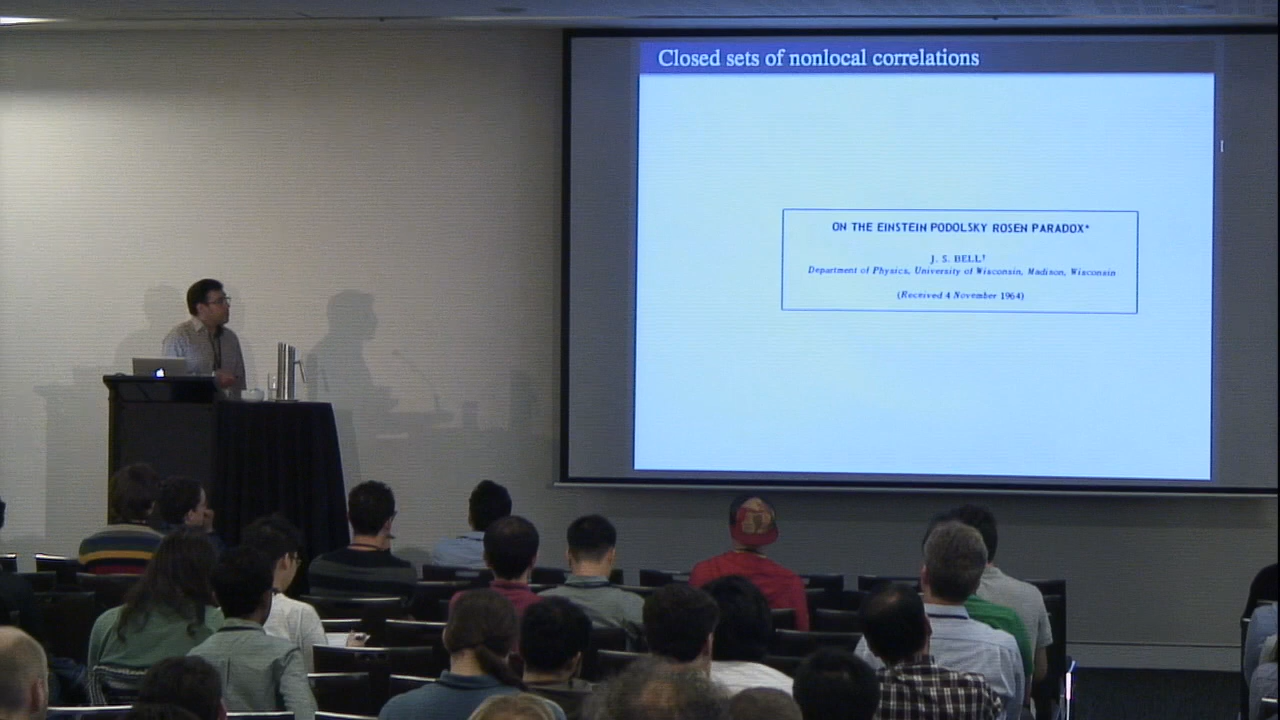 Closed sets of nonlocal correlations
ON THE EINSTEIN PODOLSKY ROSEN PARADOX*
J. S. BELL†
Department of Physics, University of Wisconsin, Madison, Wisconsin
(Received 4 November 1964)